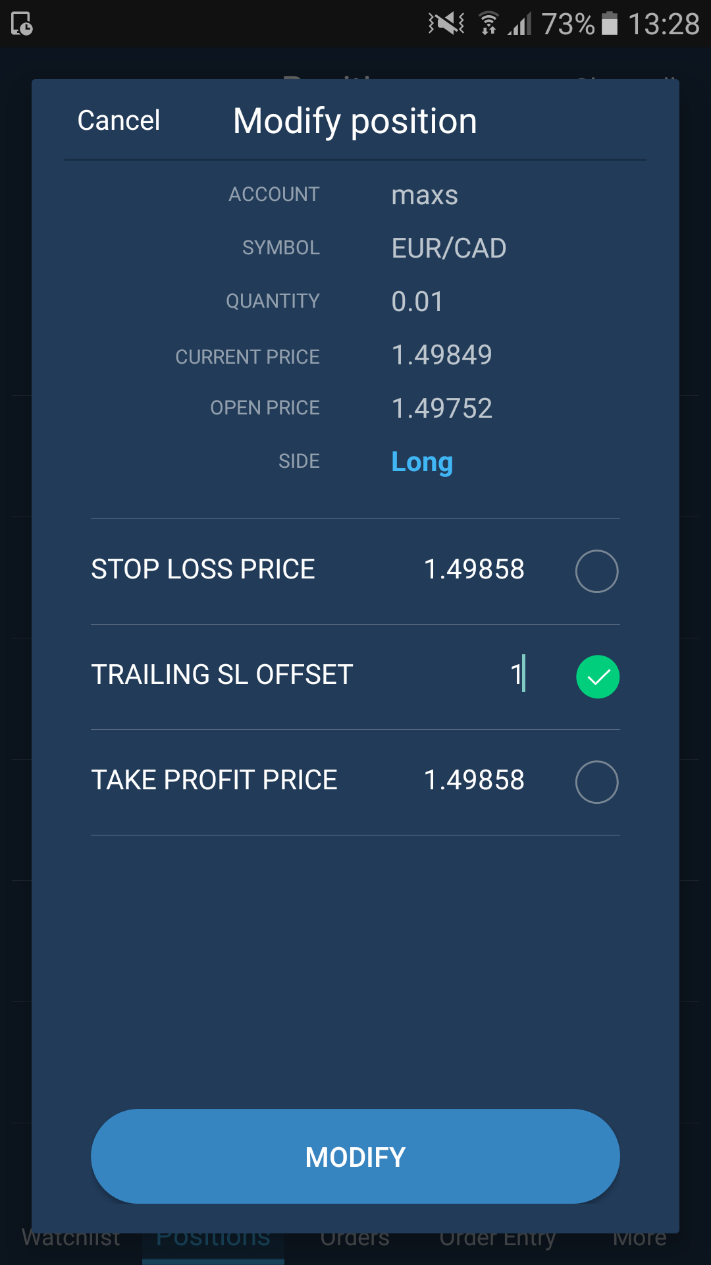 73% 13:28
Cancel Modify position
ACCOUNT maxs
SYMBOL EUR/CAD
QUANTITY 0.01
CURRENT PRICE 1.49849
OPEN PRICE 1.49752
SIDE Long
STOP LOSS PRICE 1.49858
TRAILING SL OFFSET 1
TAKE PROFIT PRICE 1.49858
MODIFY
Watchlist Positions Orders Order Entry More